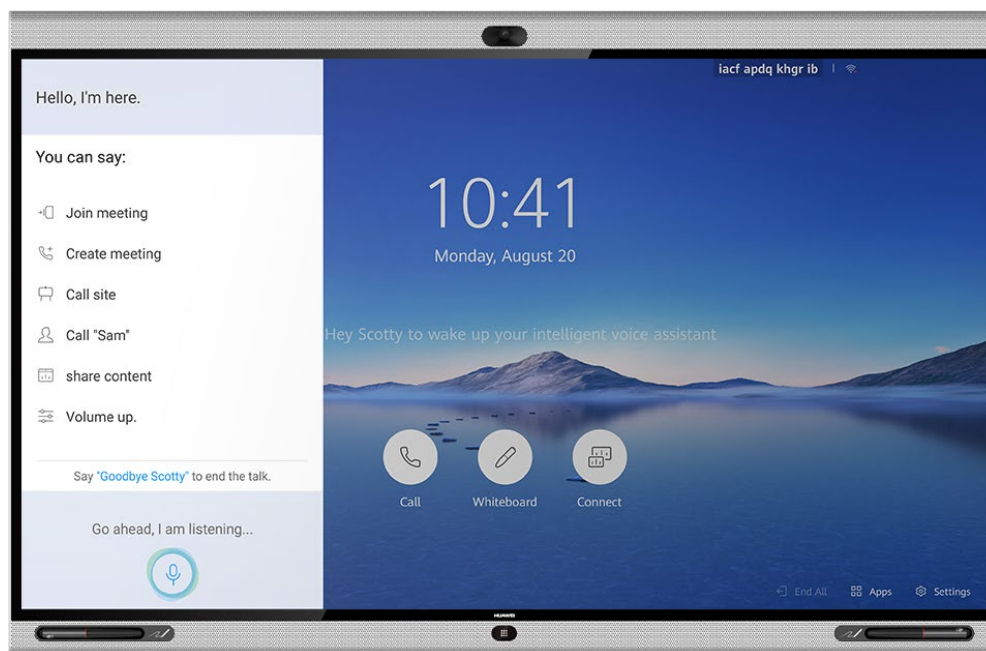 Hello, I'm here.
You can say:
Join meeting
Create meeting
Call site
Call "Sam"
share content
Volume up.
Say "Goodbye Scotty" to end the talk.
Go ahead, I am listening...
iacf apdq khgr ib
10:41
Monday, August 20
Hey Scotty to wake up your intelligent voice assistant
Call
Whiteboard
Connect
End All
Apps
Settings
HUAWEI